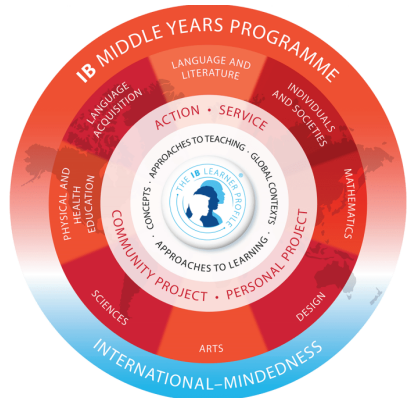 IB MIDDLE YEARS PROGRAMME
LANGUAGE AND
LITERATURE
INDIVIDUALS
AND SOCIETIES
MATHEMATICS
DESIGN
ARTS
SCIENCES
PHYSICAL AND
HEALTH
EDUCATION
LANGUAGE
ACQUISITION
ACTION • SERVICE
PERSONAL PROJECT
COMMUNITY PROJECT •
APPROACHES TO TEACHING ·
GLOBAL CONTEXTS ·
APPROACHES TO LEARNING ·
CONCEPTS ·
THE IB LEARNER PROFILE
®
INTERNATIONAL–MINDEDNESS